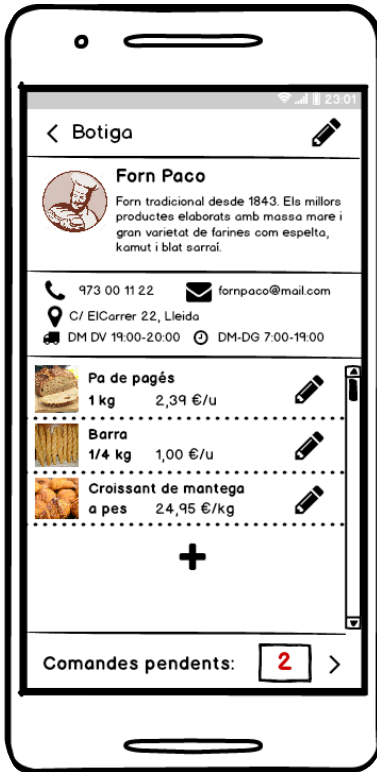 23:01
Botiga
Forn Paco
Forn tradicional desde 1843. Els millors
productes elaborats amb massa mare i
gran varietat de farines com espelta,
kamut i blat sarraí.
973 00 11 22 fornpaco@mail.com
C/ ElCarrer 22, Lleida
DM DV 19:00-20:00 DM-DG 7:00-19:00
Pa de pagés
1 kg 2,39 €/u
Barra
1/4 kg 1,00 €/u
Croissant de mantega
a pes 24,95 €/kg
Comandes pendents: 2